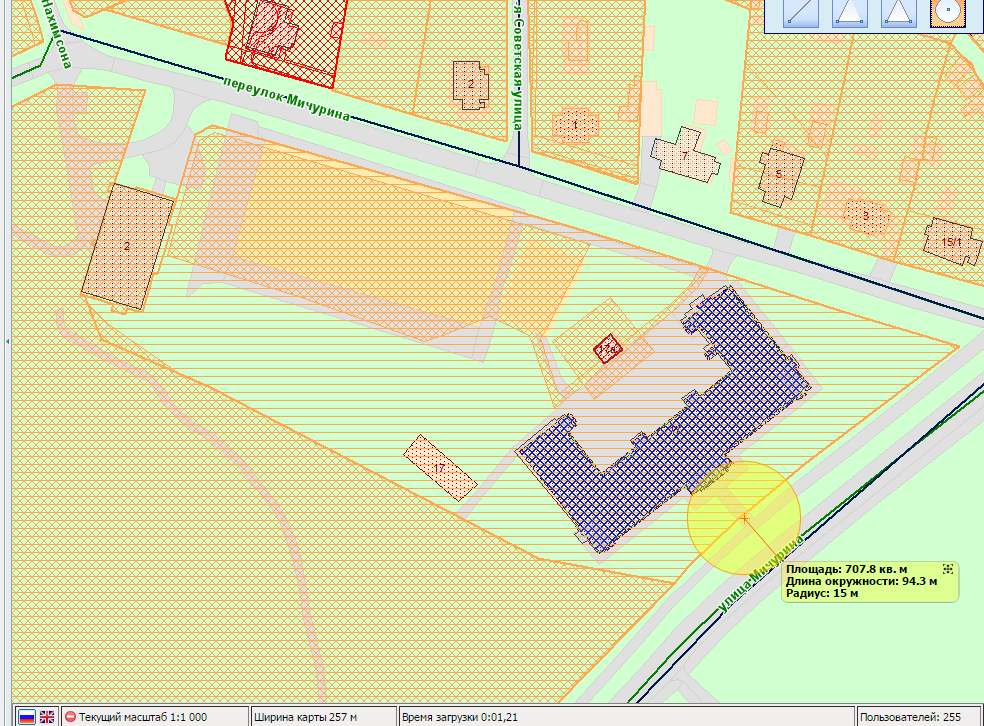 Нахимсона
переулок Мичурина
-я-Советская-улица
2
1
7
5
3
15/1
2
17а
17
улица-Мичурина
Площадь: 707.8 кв. м
Длина окружности: 94.3 м
Радиус: 15 м
Текущий масштаб 1:1 000
Ширина карты 257 м
Время загрузки 0:01,21
Пользователей: 255